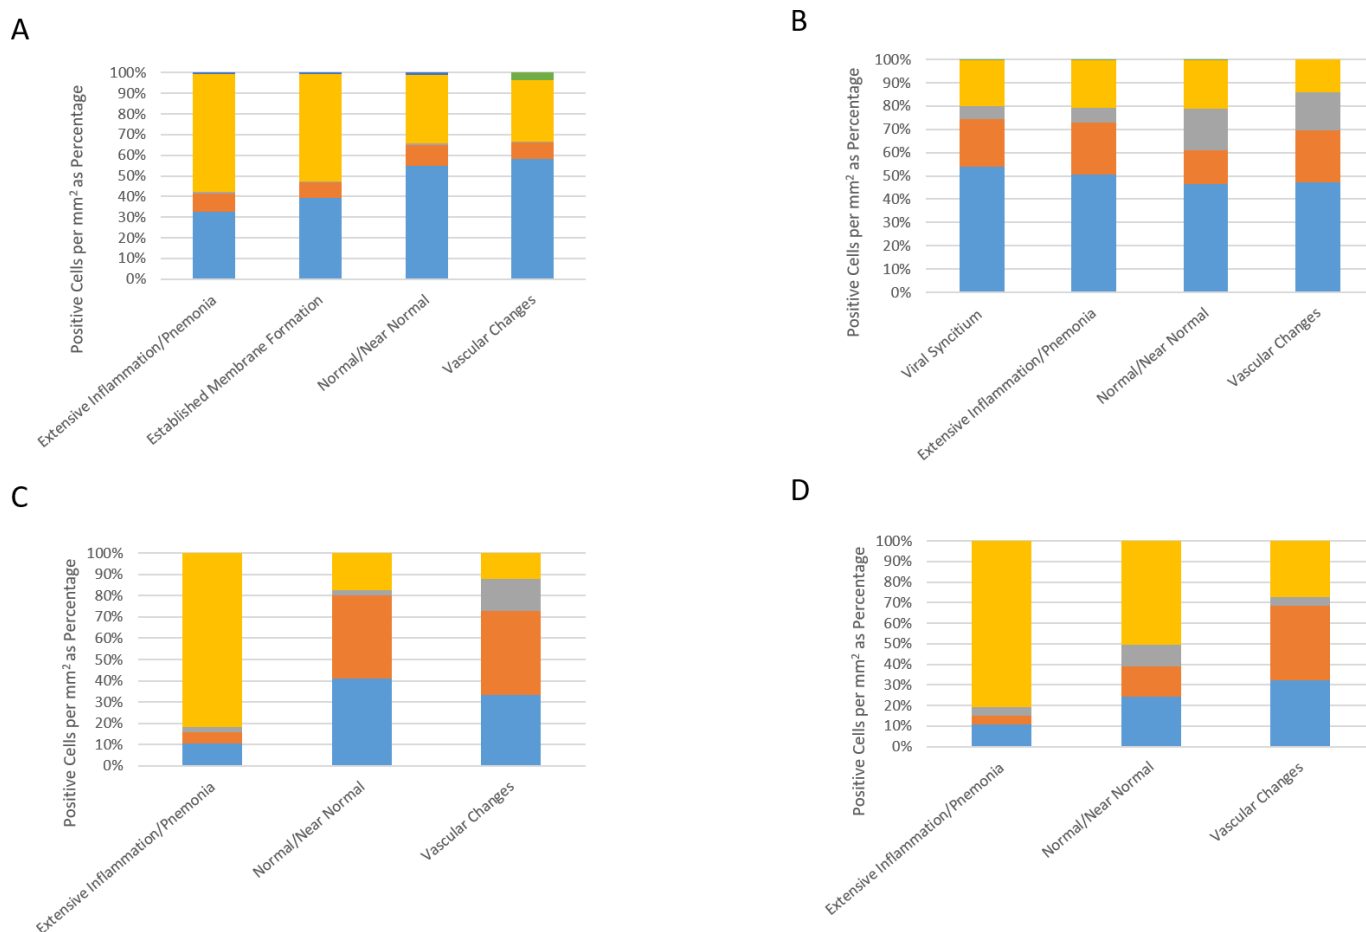 A
Positive Cells per mm² as Percentage
100%
90%
80%
70%
60%
50%
40%
30%
20%
10%
0%
Extensive Inflammation/Pnemonia
Established Membrane Formation
Normal/Near Normal
Vascular Changes
B
Positive Cells per mm² as Percentage
100%
90%
80%
70%
60%
50%
40%
30%
20%
10%
0%
Viral Syncitium
Extensive Inflammation/Pnemonia
Normal/Near Normal
Vascular Changes
C
Positive Cells per mm² as Percentage
100%
90%
80%
70%
60%
50%
40%
30%
20%
10%
0%
Extensive Inflammation/Pnemonia
Normal/Near Normal
Vascular Changes
D
Positive Cells per mm² as Percentage
100%
90%
80%
70%
60%
50%
40%
30%
20%
10%
0%
Extensive Inflammation/Pnemonia
Normal/Near Normal
Vascular Changes